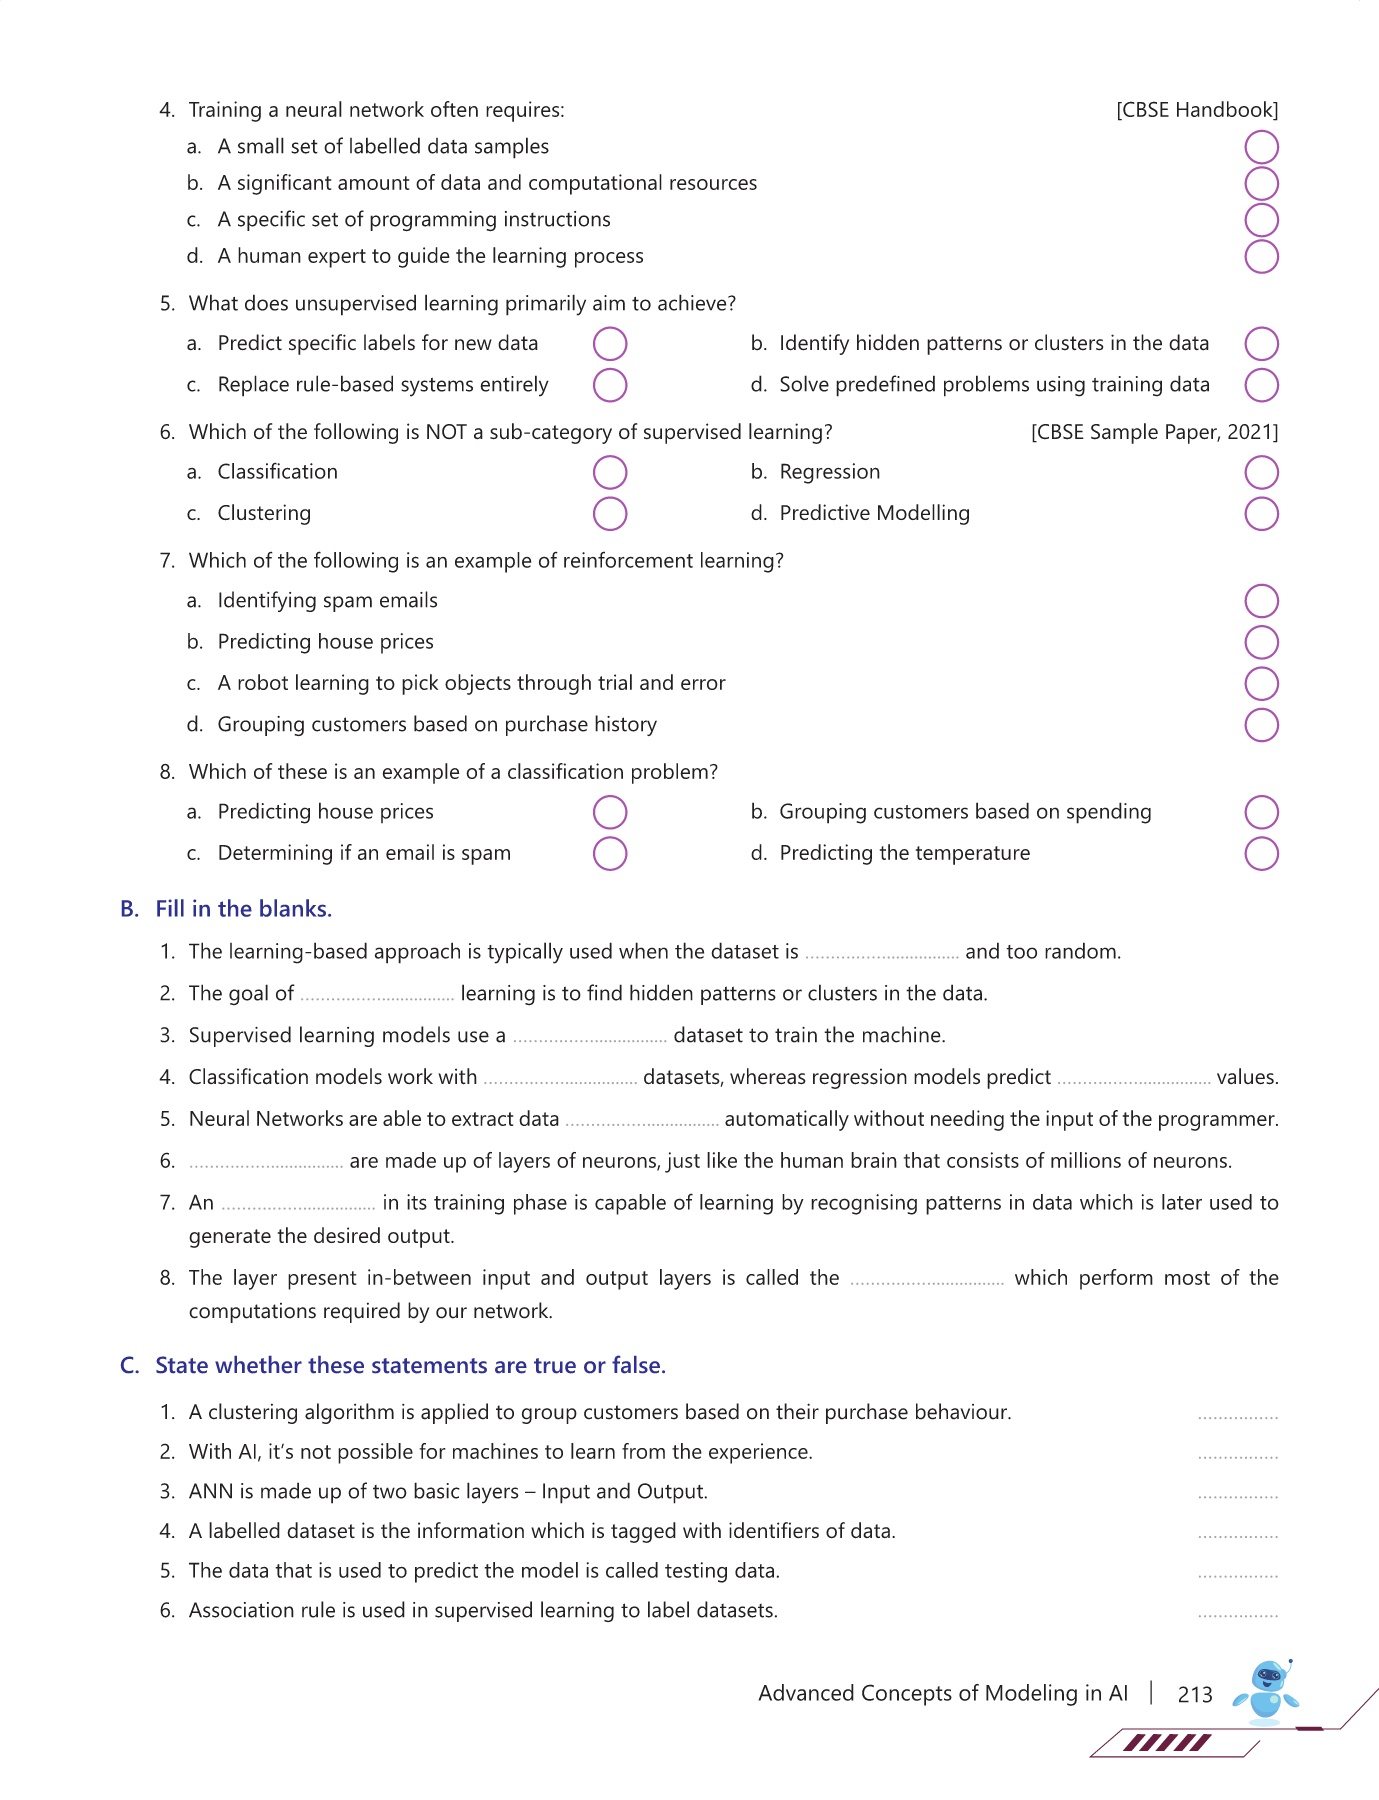 4. Training a neural network often requires: [CBSE Handbook]
a. A small set of labelled data samples
b. A significant amount of data and computational resources
c. A specific set of programming instructions
d. A human expert to guide the learning process
5. What does unsupervised learning primarily aim to achieve?
a. Predict specific labels for new data b. Identify hidden patterns or clusters in the data
c. Replace rule-based systems entirely d. Solve predefined problems using training data
6. Which of the following is NOT a sub-category of supervised learning? [CBSE Sample Paper, 2021]
a. Classification b. Regression
c. Clustering d. Predictive Modelling
7. Which of the following is an example of reinforcement learning?
a. Identifying spam emails
b. Predicting house prices
c. A robot learning to pick objects through trial and error
d. Grouping customers based on purchase history
8. Which of these is an example of a classification problem?
a. Predicting house prices b. Grouping customers based on spending
c. Determining if an email is spam d. Predicting the temperature
B. Fill in the blanks.
1. The learning-based approach is typically used when the dataset is .............................. and too random.
2. The goal of .............................. learning is to find hidden patterns or clusters in the data.
3. Supervised learning models use a .............................. dataset to train the machine.
4. Classification models work with .............................. datasets, whereas regression models predict .............................. values.
5. Neural Networks are able to extract data .............................. automatically without needing the input of the programmer.
6. .............................. are made up of layers of neurons, just like the human brain that consists of millions of neurons.
7. An .............................. in its training phase is capable of learning by recognising patterns in data which is later used to
generate the desired output.
8. The layer present in-between input and output layers is called the .............................. which perform most of the
computations required by our network.
C. State whether these statements are true or false.
1. A clustering algorithm is applied to group customers based on their purchase behaviour. ................
2. With AI, it's not possible for machines to learn from the experience. ................
3. ANN is made up of two basic layers – Input and Output. ................
4. A labelled dataset is the information which is tagged with identifiers of data. ................
5. The data that is used to predict the model is called testing data. ................
6. Association rule is used in supervised learning to label datasets. ................
Advanced Concepts of Modeling in AI | 213